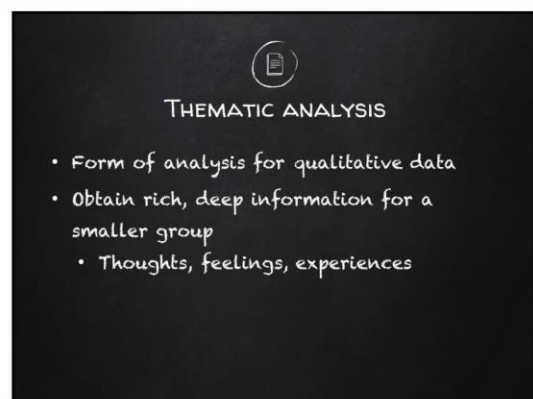 THEMATIC ANALYSIS
• Form of analysis for qualitative data
• Obtain rich, deep information for a
smaller group
• Thoughts, feelings, experiences